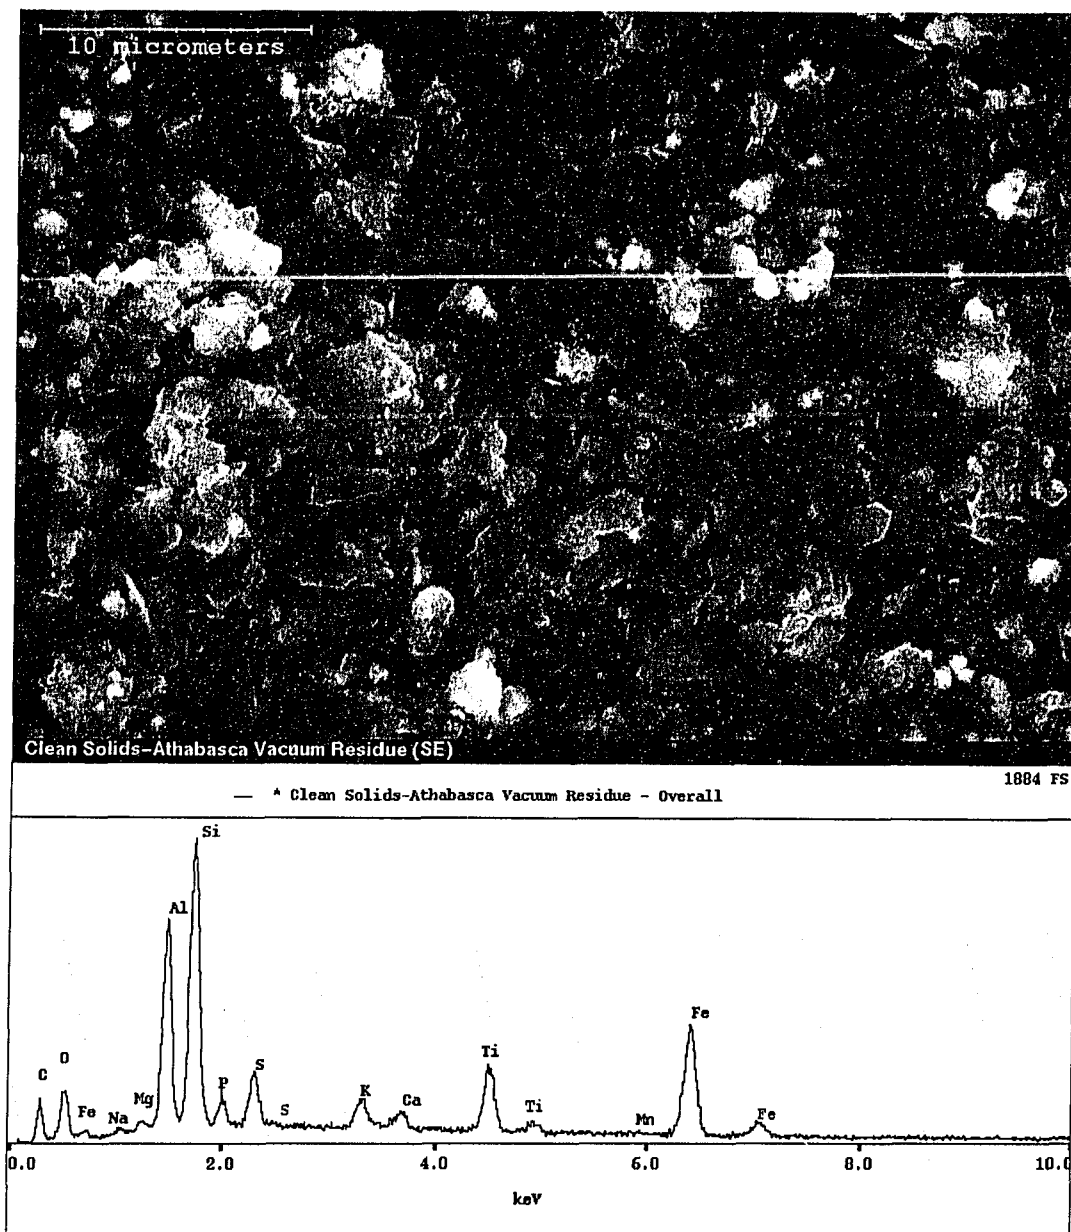 10 micrometers
Clean Solids-Athabasca Vacuum Residue (SE)
1884 FS
— * Clean Solids-Athabasca Vacuum Residue - Overall
Si
Al
Fe
Ti
O
C
P
S
K
Ca
Mg
Fe
Na
S
Ti
Mn
Fe
0.0 2.0 4.0 6.0 8.0 10.0
keV